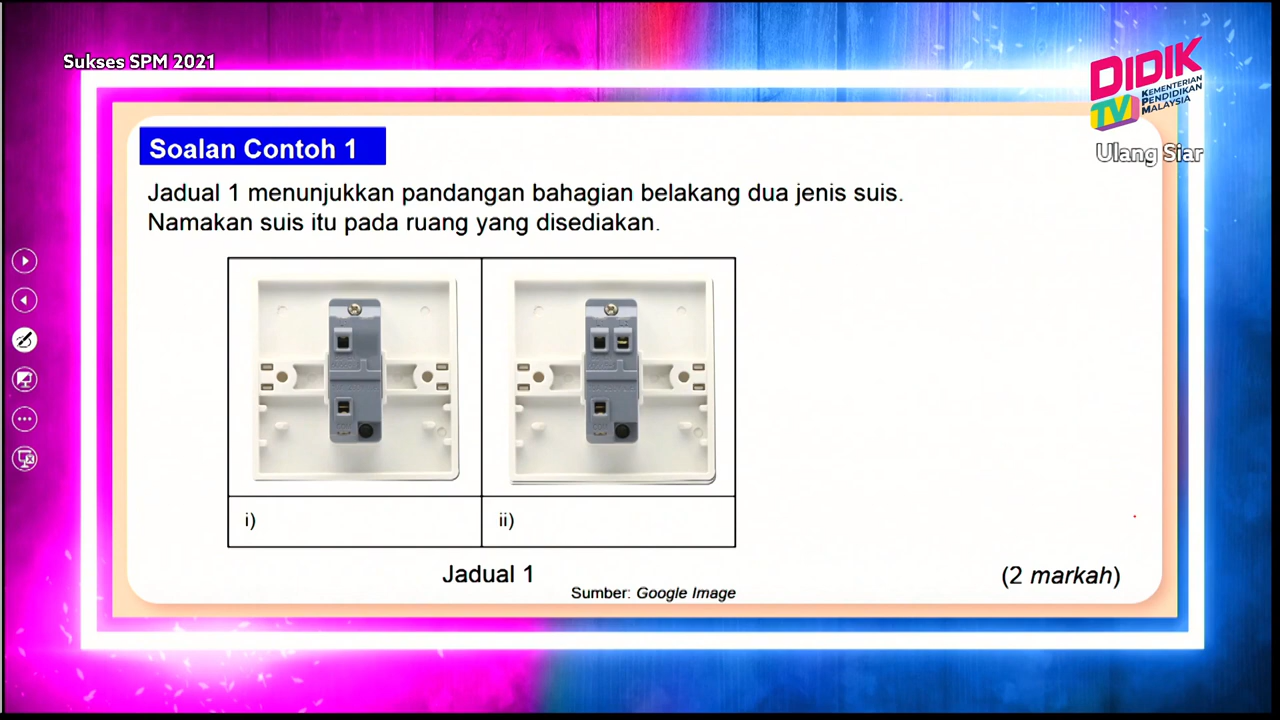 Sukses SPM 2021
DIDIK
TV
KEMENTERIAN
PENDIDIKAN
MALAYSIA
Ulang Siar
Soalan Contoh 1
Jadual 1 menunjukkan pandangan bahagian belakang dua jenis suis.
Namakan suis itu pada ruang yang disediakan.
i)
ii)
Jadual 1
Sumber: Google Image
(2 markah)